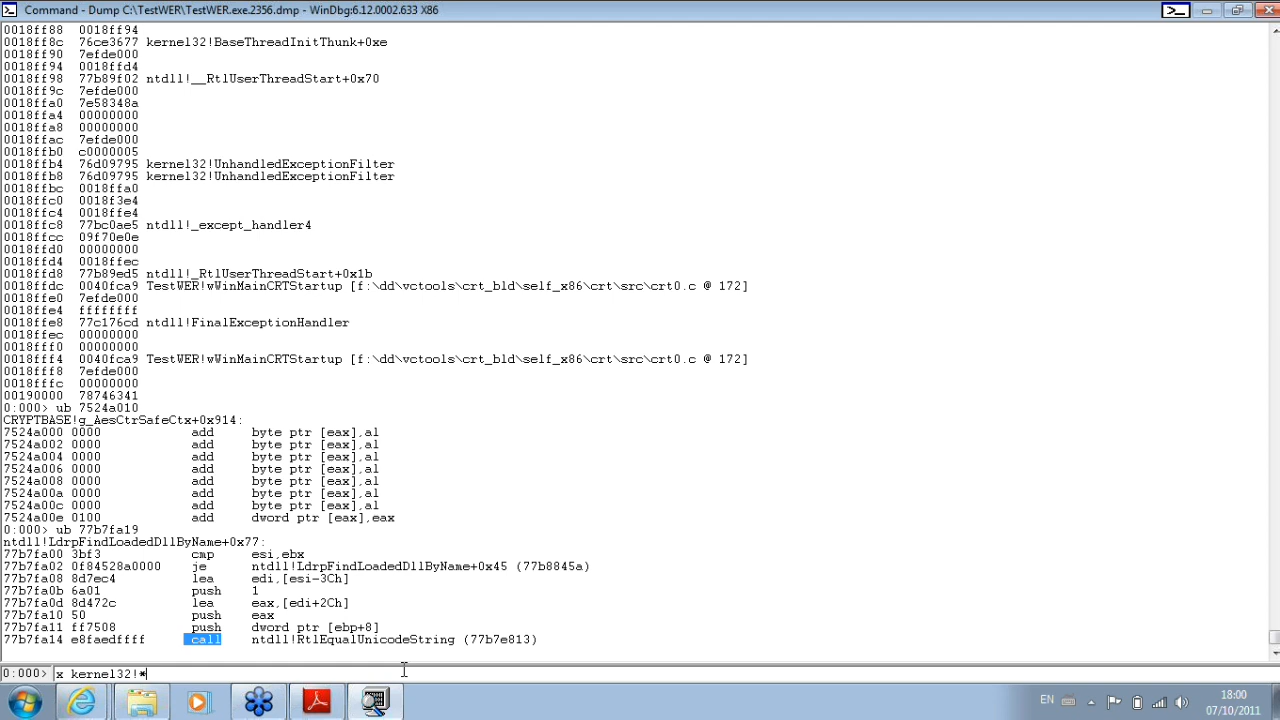 Command - Dump C:\TestWER\TestWER.exe.2356.dmp - WinDbg:6.12.0002.633 X86
0018ff88 0018ff94
0018ff8c 76ce3677 kernel32!BaseThreadInitThunk+0xe
0018ff90 7efde000
0018ff94 0018ffd4
0018ff98 77b89f02 ntdll!__RtlUserThreadStart+0x70
0018ff9c 7efde000
0018ffa0 7e58348a
0018ffa4 00000000
0018ffa8 00000000
0018ffac 7efde000
0018ffb0 c0000005
0018ffb4 76d09795 kernel32!UnhandledExceptionFilter
0018ffb8 76d09795 kernel32!UnhandledExceptionFilter
0018ffbc 0018ffa0
0018ffc0 0018f3e4
0018ffc4 0018ffe4
0018ffc8 77bc0ae5 ntdll!_except_handler4
0018ffcc 09f70e0e
0018ffd0 00000000
0018ffd4 0018ffec
0018ffd8 77b89ed5 ntdll!_RtlUserThreadStart+0x1b
0018ffdc 0040fca9 TestWER!wWinMainCRTStartup [f:\dd\vctools\crt_bld\self_x86\crt\src\crt0.c @ 172]
0018ffe0 7efde000
0018ffe4 ffffffff
0018ffe8 77c176cd ntdll!FinalExceptionHandler
0018ffec 00000000
0018fff0 00000000
0018fff4 0040fca9 TestWER!wWinMainCRTStartup [f:\dd\vctools\crt_bld\self_x86\crt\src\crt0.c @ 172]
0018fff8 7efde000
0018fffc 00000000
00190000 78746341
0:000> ub 7524a010
CRYPTBASE!g_AesCtrSafeCtx+0x914:
7524a000 0000 add byte ptr [eax],al
7524a002 0000 add byte ptr [eax],al
7524a004 0000 add byte ptr [eax],al
7524a006 0000 add byte ptr [eax],al
7524a008 0000 add byte ptr [eax],al
7524a00a 0000 add byte ptr [eax],al
7524a00c 0000 add byte ptr [eax],al
7524a00e 0100 add dword ptr [eax],eax
0:000> ub 77b7fa19
ntdll!LdrpFindLoadedDllByName+0x77:
77b7fa00 3bf3 cmp esi,ebx
77b7fa02 0f84528a0000 je ntdll!LdrpFindLoadedDllByName+0x45 (77b8845a)
77b7fa08 8d7ec4 lea edi,[esi-3Ch]
77b7fa0b 6a01 push 1
77b7fa0d 8d472c lea eax,[edi+2Ch]
77b7fa10 50 push eax
77b7fa11 ff7508 push dword ptr [ebp+8]
77b7fa14 e8faedffff call ntdll!RtlEqualUnicodeString (77b7e813)
0:000> x kernel32!*
EN
18:00
07/10/2011